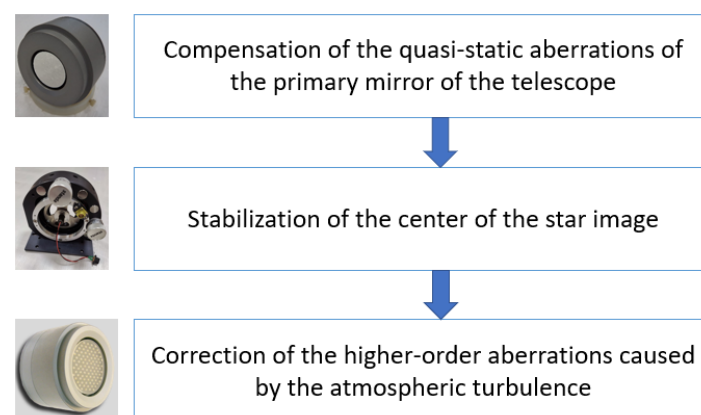 Compensation of the quasi-static aberrations of
the primary mirror of the telescope
Stabilization of the center of the star image
Correction of the higher-order aberrations caused
by the atmospheric turbulence